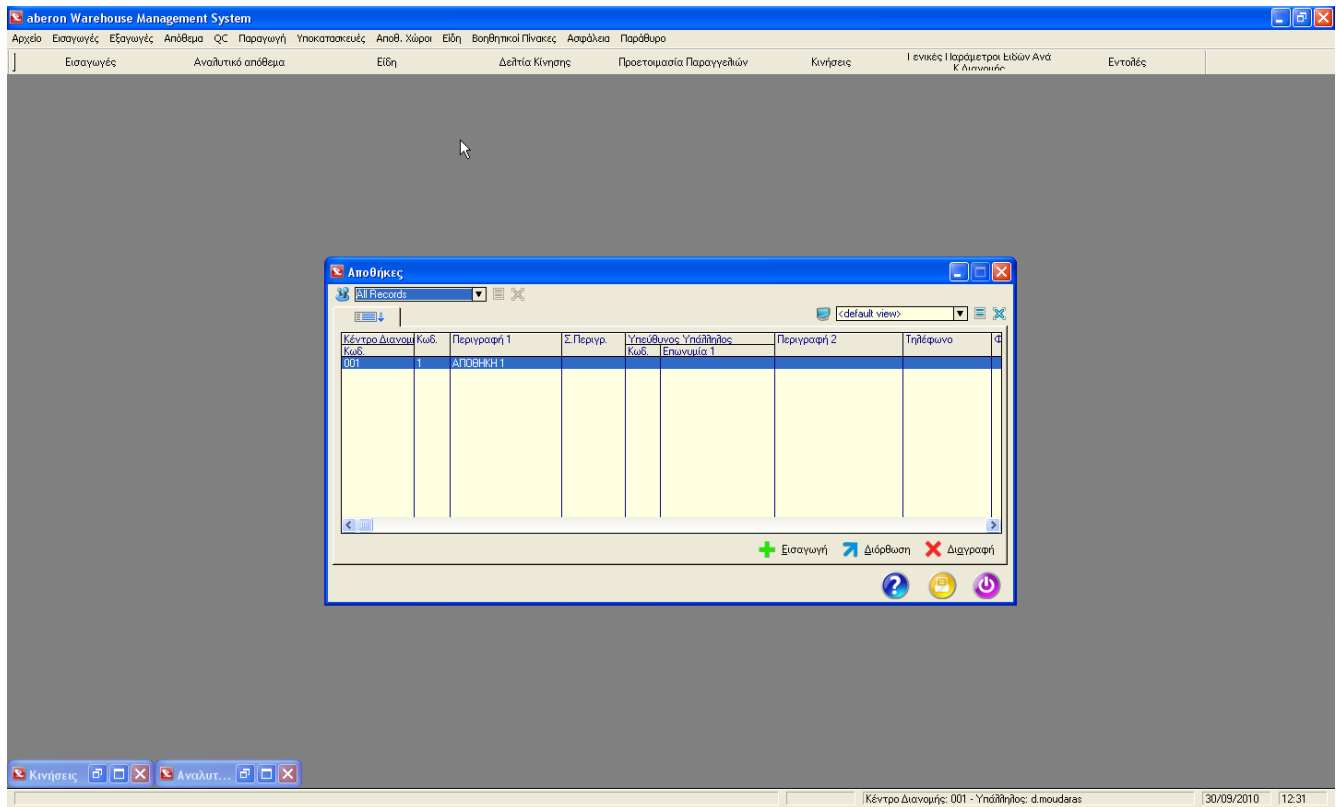 aberon Warehouse Management System
Αρχείο Εισαγωγές Εξαγωγές Απόθεμα QC Παραγωγή Υποκατασκευές Αποθ. Χώροι Είδη Βοηθητικοί Πίνακες Ασφάλεια Παράθυρο
Εισαγωγές Αναλυτικό απόθεμα Είδη Δελτία Κίνησης Προετοιμασία Παραγγελιών Κινήσεις Γενικές Παράμετροι Ειδών Ανά Εντολές
Κ.Διανομής
Αποθήκες
All Records
<default view>
Κέντρο Διανομ Κωδ. Περιγραφή 1 Σ.Περιγρ. Υπεύθυνος Υπάλληλος Περιγραφή 2 Τηλέφωνο Φ
Κωδ. Κωδ. Επωνυμία 1
001 1 ΑΠΟΘΗΚΗ 1
Εισαγωγή Διόρθωση Διαγραφή
Κινήσεις Αναλυτ...
Κέντρο Διανομής: 001 - Υπάλληλος: d.moudaras 30/09/2010 12:31